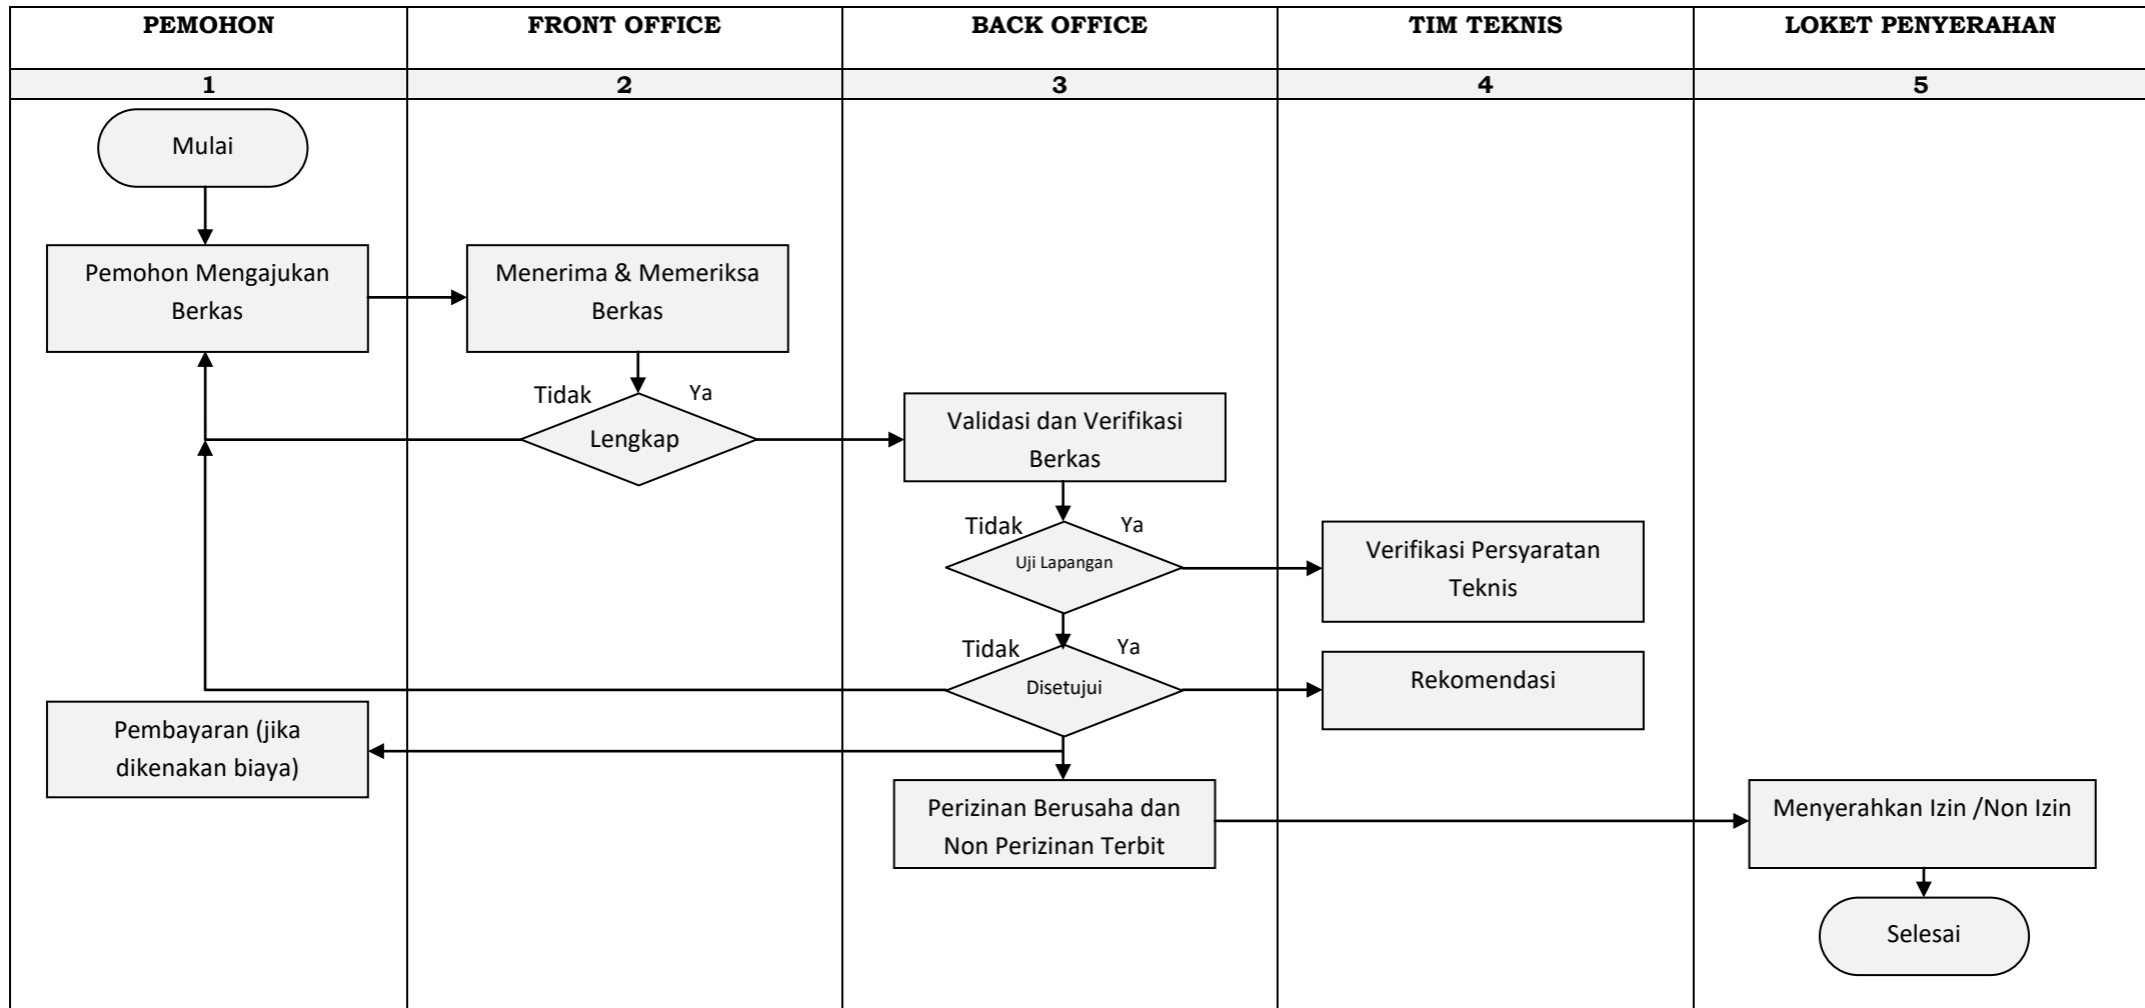 PEMOHON
FRONT OFFICE
BACK OFFICE
TIM TEKNIS
LOKET PENYERAHAN
1
2
3
4
5
Mulai
Pemohon Mengajukan
Berkas
Menerima & Memeriksa
Berkas
Tidak
Ya
Lengkap
Validasi dan Verifikasi
Berkas
Tidak
Ya
Uji Lapangan
Verifikasi Persyaratan
Teknis
Tidak
Ya
Disetujui
Rekomendasi
Pembayaran (jika
dikenakan biaya)
Perizinan Berusaha dan
Non Perizinan Terbit
Menyerahkan Izin /Non Izin
Selesai